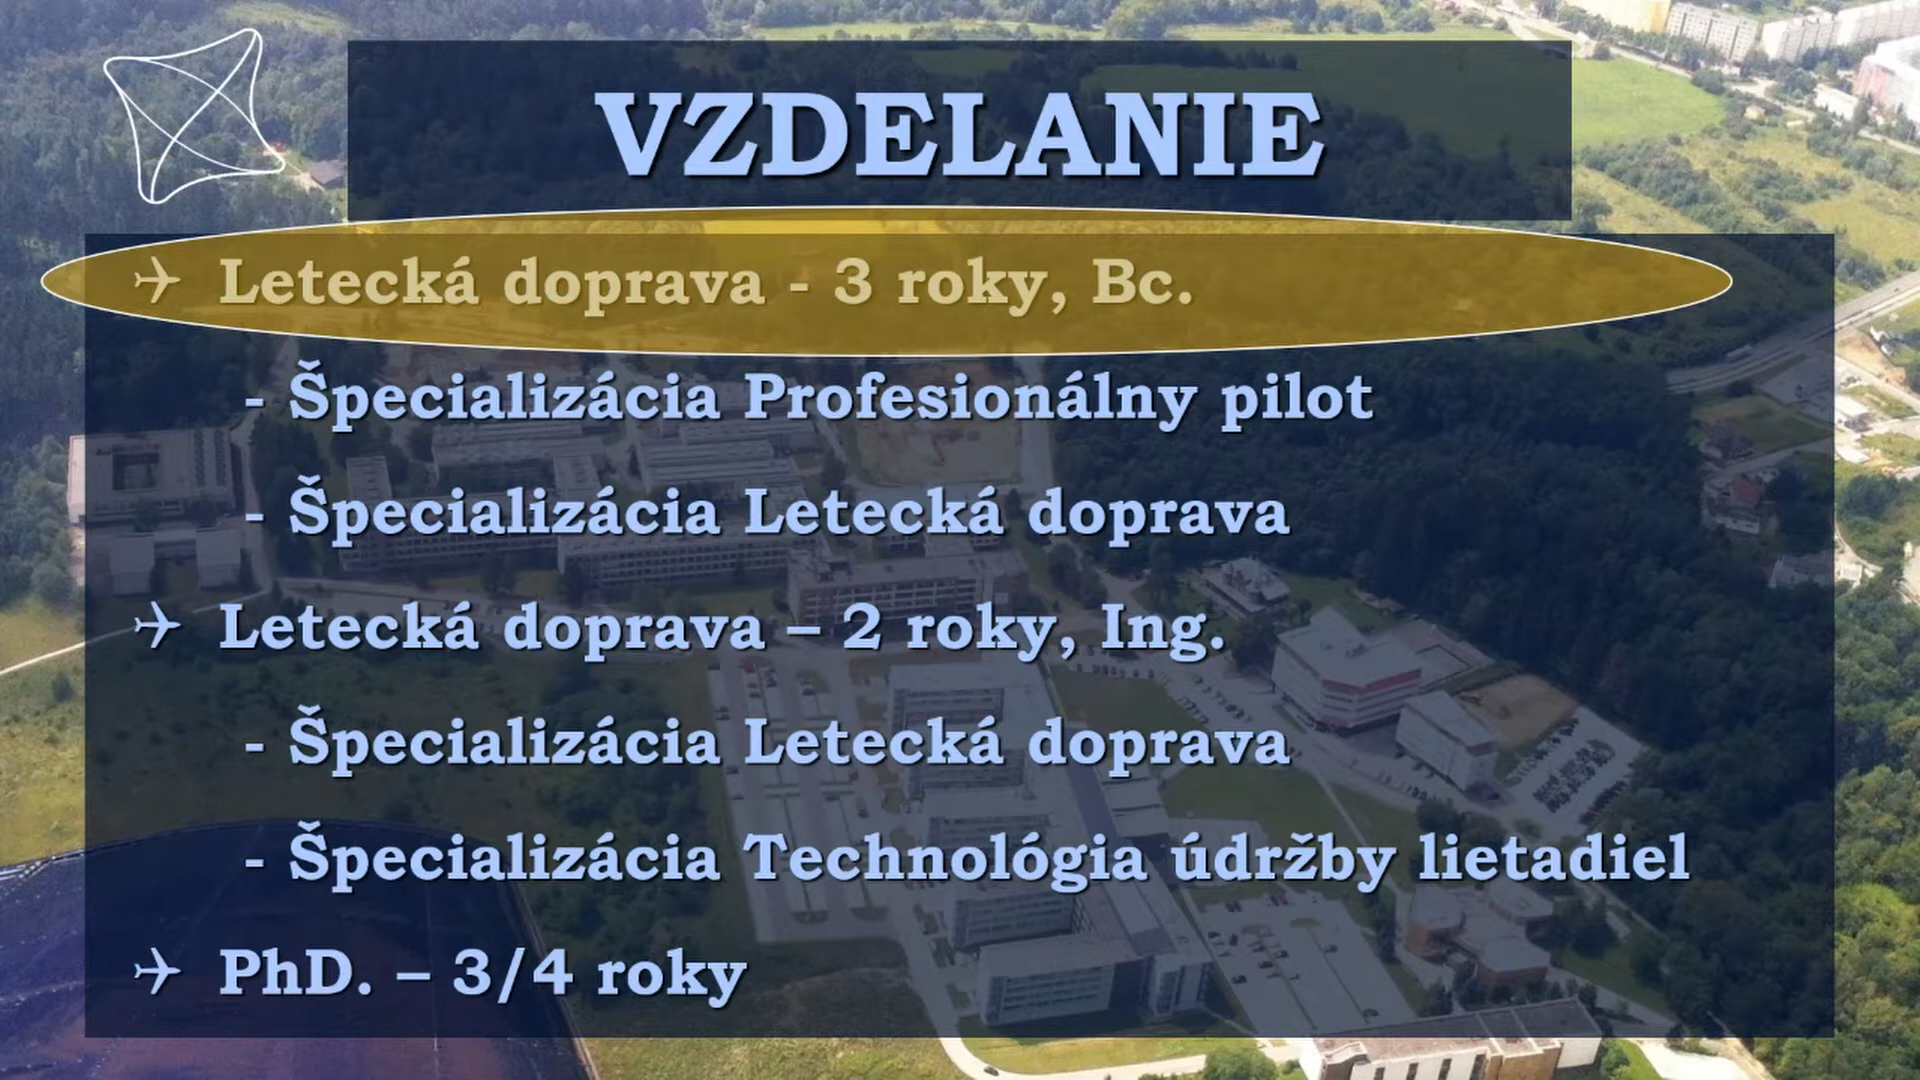 VZDELANIE
✈ Letecká doprava - 3 roky, Bc.
- Špecializácia Profesionálny pilot
- Špecializácia Letecká doprava
✈ Letecká doprava – 2 roky, Ing.
- Špecializácia Letecká doprava
- Špecializácia Technológia údržby lietadiel
✈ PhD. – 3/4 roky